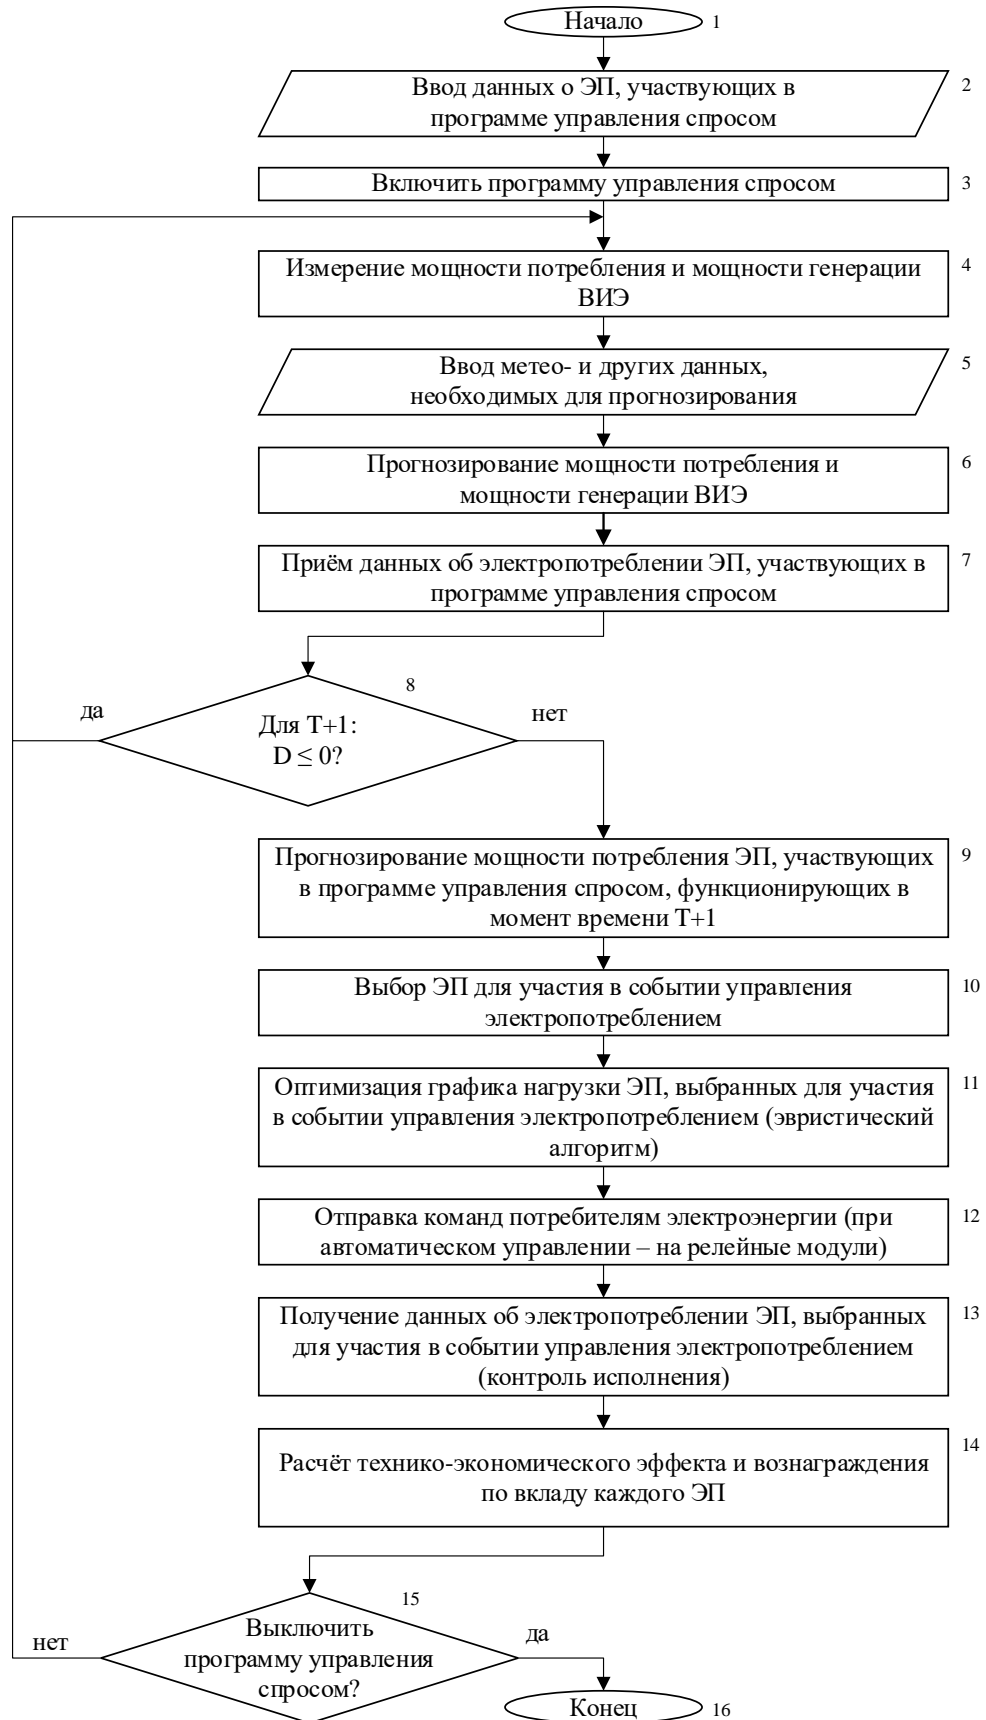 Начало 1
Ввод данных о ЭП, участвующих в 2
программе управления спросом
Включить программу управления спросом 3
Измерение мощности потребления и мощности генерации 4
ВИЭ
Ввод метео- и других данных, 5
необходимых для прогнозирования
Прогнозирование мощности потребления и 6
мощности генерации ВИЭ
Приём данных об электропотреблении ЭП, участвующих в 7
программе управления спросом
8
да
нет
Для T+1:
D ≤ 0?
Прогнозирование мощности потребления ЭП, участвующих 9
в программе управления спросом, функционирующих в
момент времени T+1
Выбор ЭП для участия в событии управления 10
электропотреблением
Оптимизация графика нагрузки ЭП, выбранных для участия 11
в событии управления электропотреблением (эвристический
алгоритм)
Отправка команд потребителям электроэнергии (при 12
автоматическом управлении – на релейные модули)
Получение данных об электропотреблении ЭП, выбранных 13
для участия в событии управления электропотреблением
(контроль исполнения)
Расчёт технико-экономического эффекта и вознаграждения 14
по вкладу каждого ЭП
15
нет
да
Выключить
программу управления
спросом?
Конец 16